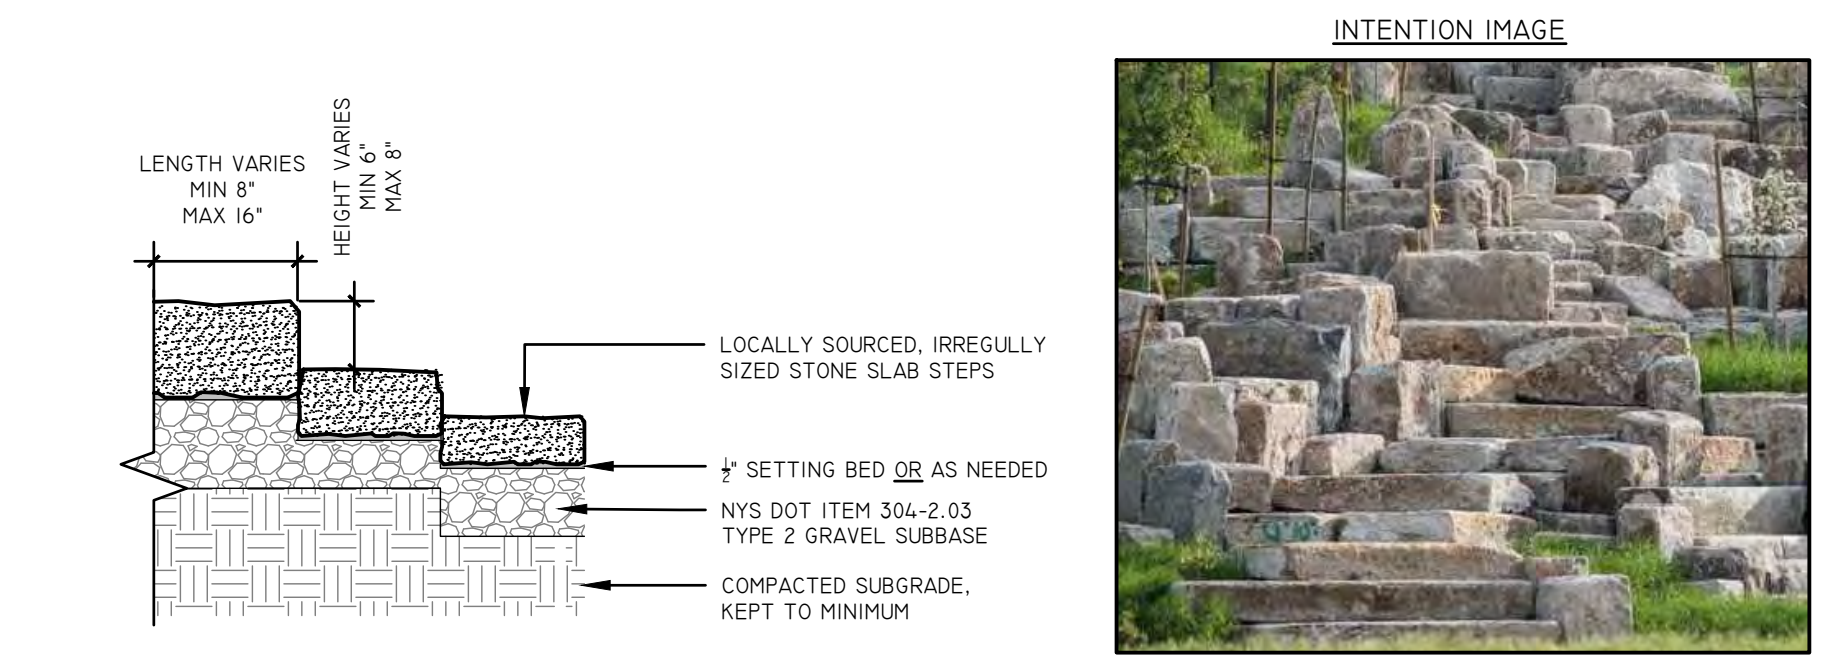 INTENTION IMAGE
LENGTH VARIES
MIN 8"
MAX 16"
HEIGHT VARIES
MIN 6"
MAX 8"
LOCALLY SOURCED, IRREGULLY
SIZED STONE SLAB STEPS
½" SETTING BED OR AS NEEDED
NYS DOT ITEM 304-2.03
TYPE 2 GRAVEL SUBBASE
COMPACTED SUBGRADE,
KEPT TO MINIMUM